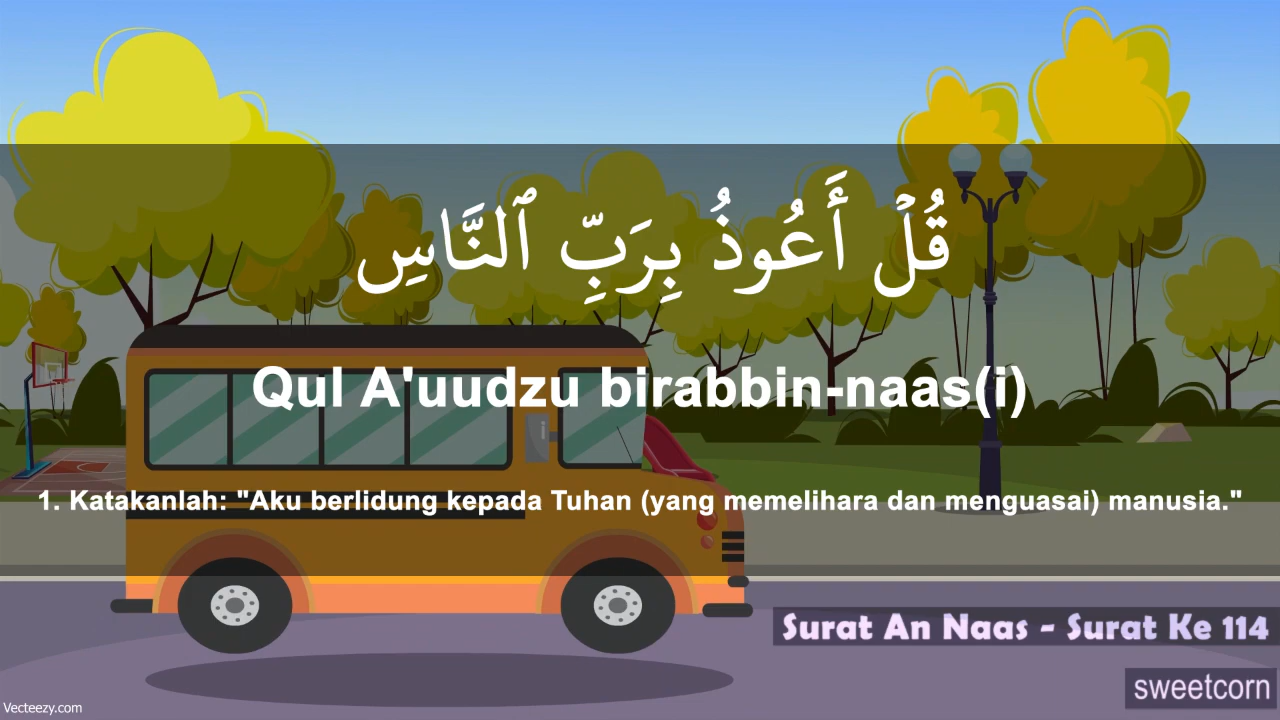 قُلۡ أَعُوذُ بِرَبِّ ٱلنَّاسِ
Qul A'uudzu birabbin-naas(i)
1. Katakanlah: "Aku berlidung kepada Tuhan (yang memelihara dan menguasai) manusia."
Surat An Naas - Surat Ke 114
sweetcorn
Vecteezy.com